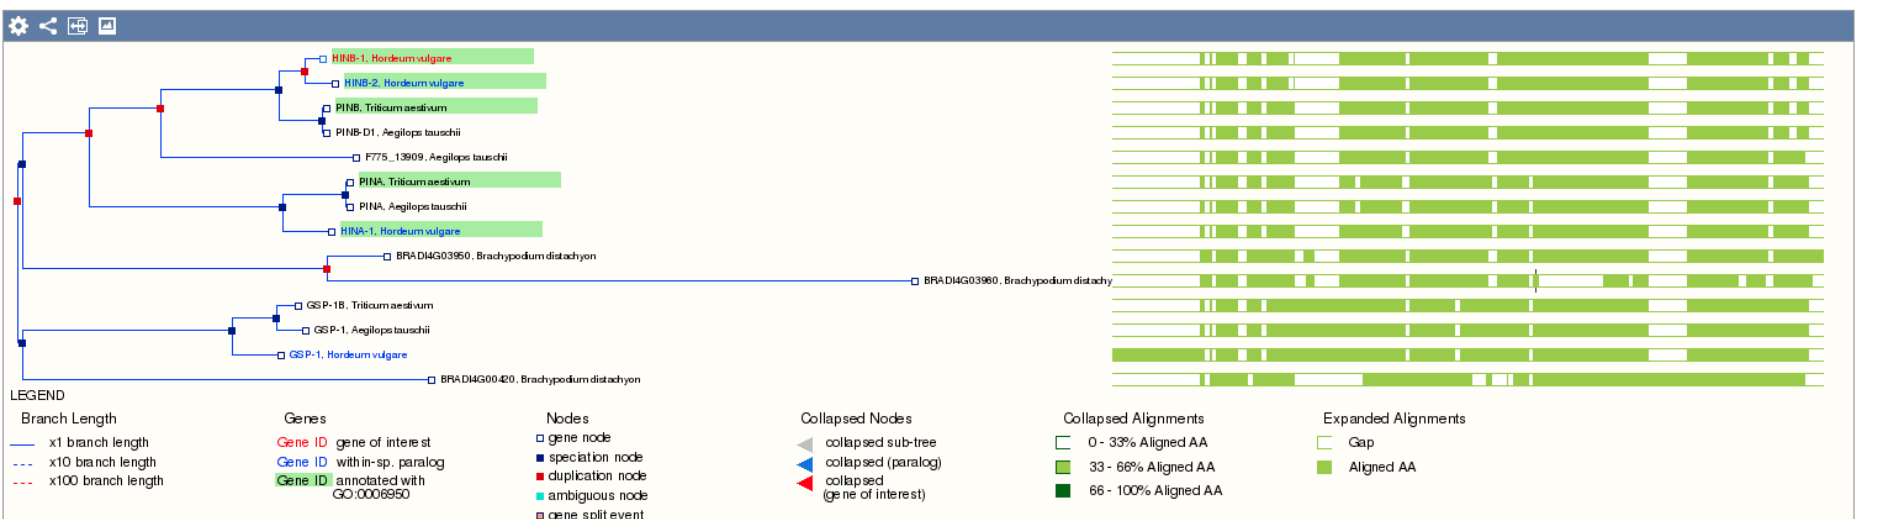 HINB-1, Hordeum vulgare
HINB-2, Hordeum vulgare
PINB, Triticum aestivum
PINB-D1, Aegilops tauschii
F775_13909, Aegilops tauschii
PINA, Triticum aestivum
PINA, Aegilops tauschii
HINA-1, Hordeum vulgare
BRADI4G03950, Brachypodium distachyon
BRADI4G03960, Brachypodium distachy
GSP-1B, Triticum aestivum
GSP-1, Aegilops tauschii
GSP-1, Hordeum vulgare
BRADI4G00420, Brachypodium distachyon
LEGEND
Branch Length
x1 branch length
x10 branch length
x100 branch length
Genes
Gene ID gene of interest
Gene ID within-sp. paralog
Gene ID annotated with
GO:0006950
Nodes
gene node
speciation node
duplication node
ambiguous node
gene split event
Collapsed Nodes
collapsed sub-tree
collapsed (paralog)
collapsed
(gene of interest)
Collapsed Alignments
0 - 33% Aligned AA
33 - 66% Aligned AA
66 - 100% Aligned AA
Expanded Alignments
Gap
Aligned AA